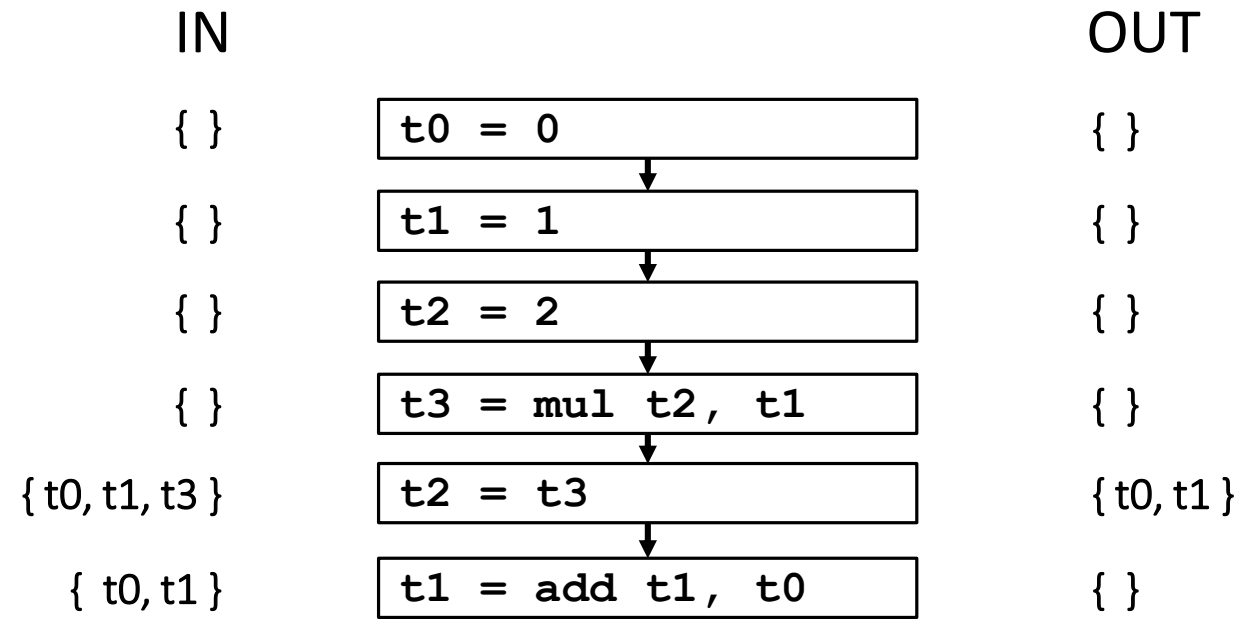 IN OUT
{ } t0 = 0 { }
{ } t1 = 1 { }
{ } t2 = 2 { }
{ } t3 = mul t2, t1 { }
{ t0, t1, t3 } t2 = t3 { t0, t1 }
{ t0, t1 } t1 = add t1, t0 { }